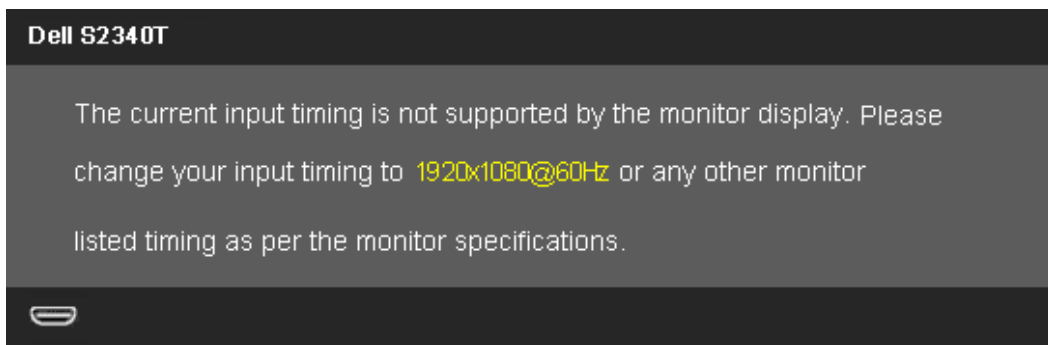 Dell S2340T
The current input timing is not supported by the monitor display. Please
change your input timing to 1920x1080@60Hz or any other monitor
listed timing as per the monitor specifications.